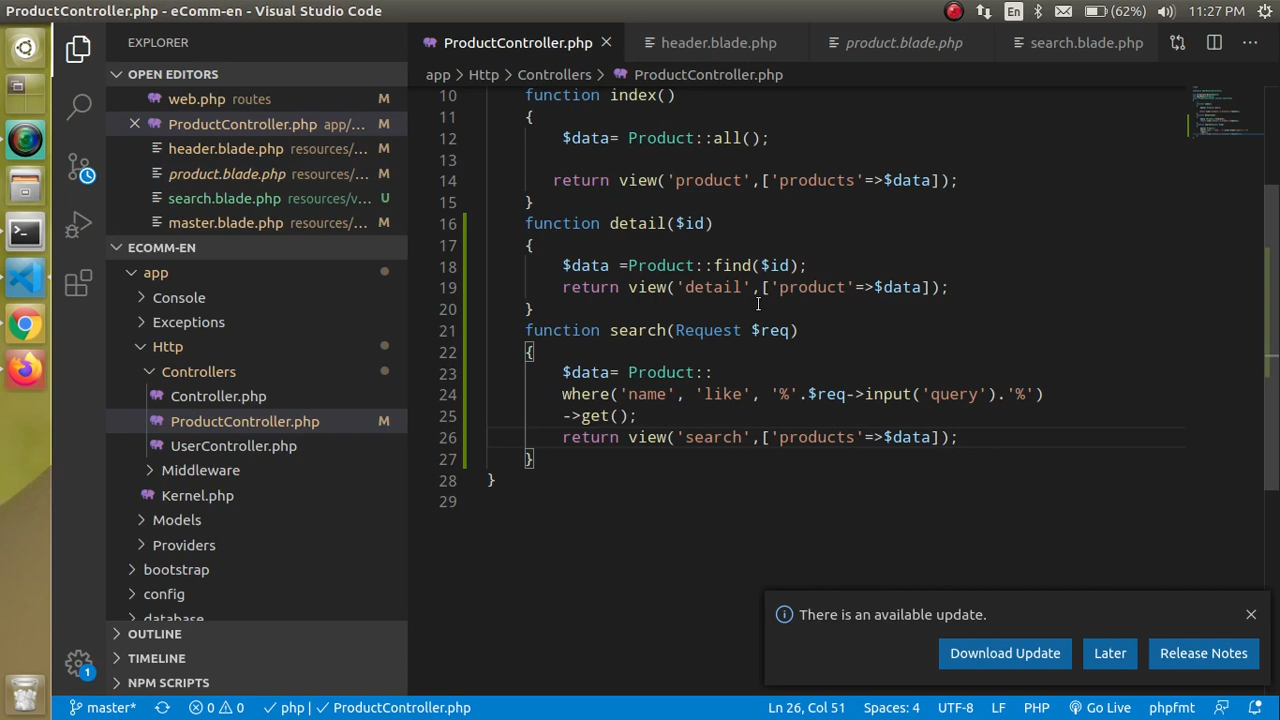 ProductController.php - eComm-en - Visual Studio Code
En
(62%)
11:27 PM
EXPLORER
OPEN EDITORS
web.php routes M
ProductController.php app/... M
header.blade.php resources/... M
product.blade.php resources/... M
search.blade.php resources/v... U
master.blade.php resources/... M
ECOMM-EN
app
Console
Exceptions
Http
Controllers
Controller.php
ProductController.php M
UserController.php
Middleware
Kernel.php
Models
Providers
bootstrap
config
database
OUTLINE
TIMELINE
NPM SCRIPTS
1
ProductController.php
header.blade.php
product.blade.php
search.blade.php
app > Http > Controllers > ProductController.php
10 function index()
11 {
12 $data= Product::all();
13
14 return view('product',['products'=>$data]);
15 }
16 function detail($id)
17 {
18 $data =Product::find($id);
19 return view('detail',['product'=>$data]);
20 }
21 function search(Request $req)
22 {
23 $data= Product::
24 where('name', 'like', '%'.$req->input('query').'%')
25 ->get();
26 return view('search',['products'=>$data]);
27 }
28 }
29
There is an available update.
Download Update
Later
Release Notes
master*
0
0
php
ProductController.php
Ln 26, Col 51
Spaces: 4
UTF-8
LF
PHP
Go Live
phpfmt